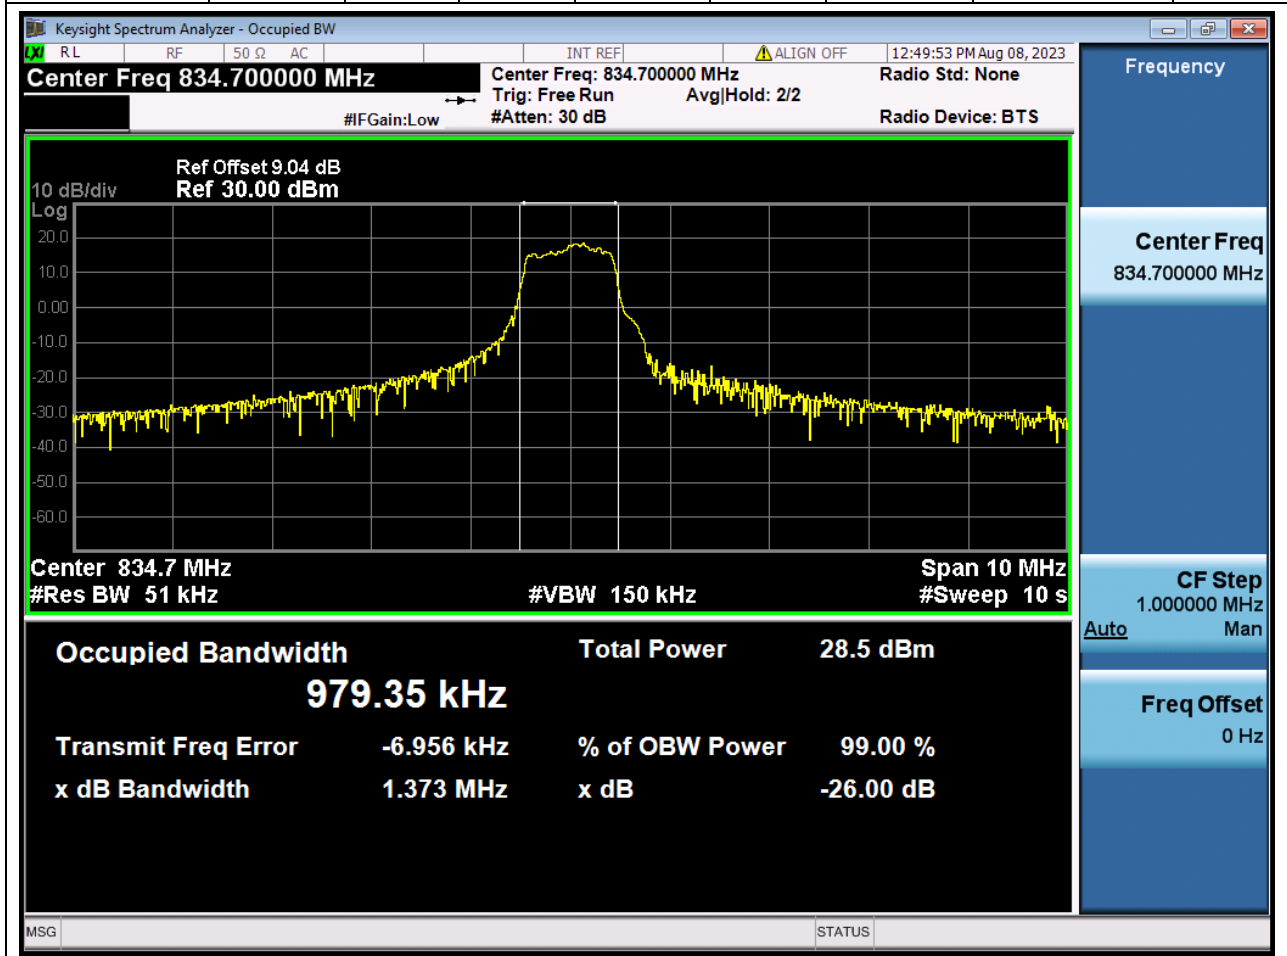 Keysight Spectrum Analyzer - Occupied BW
LXI RL RF 50 Ω AC INT REF ALIGN OFF 12:49:53 PM Aug 08, 2023
Center Freq 834.700000 MHz
Center Freq: 834.700000 MHz
Radio Std: None
Trig: Free Run
Avg|Hold: 2/2
#IFGain:Low
#Atten: 30 dB
Radio Device: BTS
Frequency
Ref Offset 9.04 dB
10 dB/div
Ref 30.00 dBm
Log
20.0
10.0
0.00
-10.0
-20.0
-30.0
-40.0
-50.0
-60.0
Center 834.7 MHz
Span 10 MHz
#Res BW 51 kHz
#VBW 150 kHz
#Sweep 10 s
Occupied Bandwidth
979.35 kHz
Total Power 28.5 dBm
Transmit Freq Error -6.956 kHz
% of OBW Power 99.00 %
x dB Bandwidth 1.373 MHz
x dB -26.00 dB
Center Freq
834.700000 MHz
CF Step
1.000000 MHz
Auto Man
Freq Offset
0 Hz
MSG
STATUS